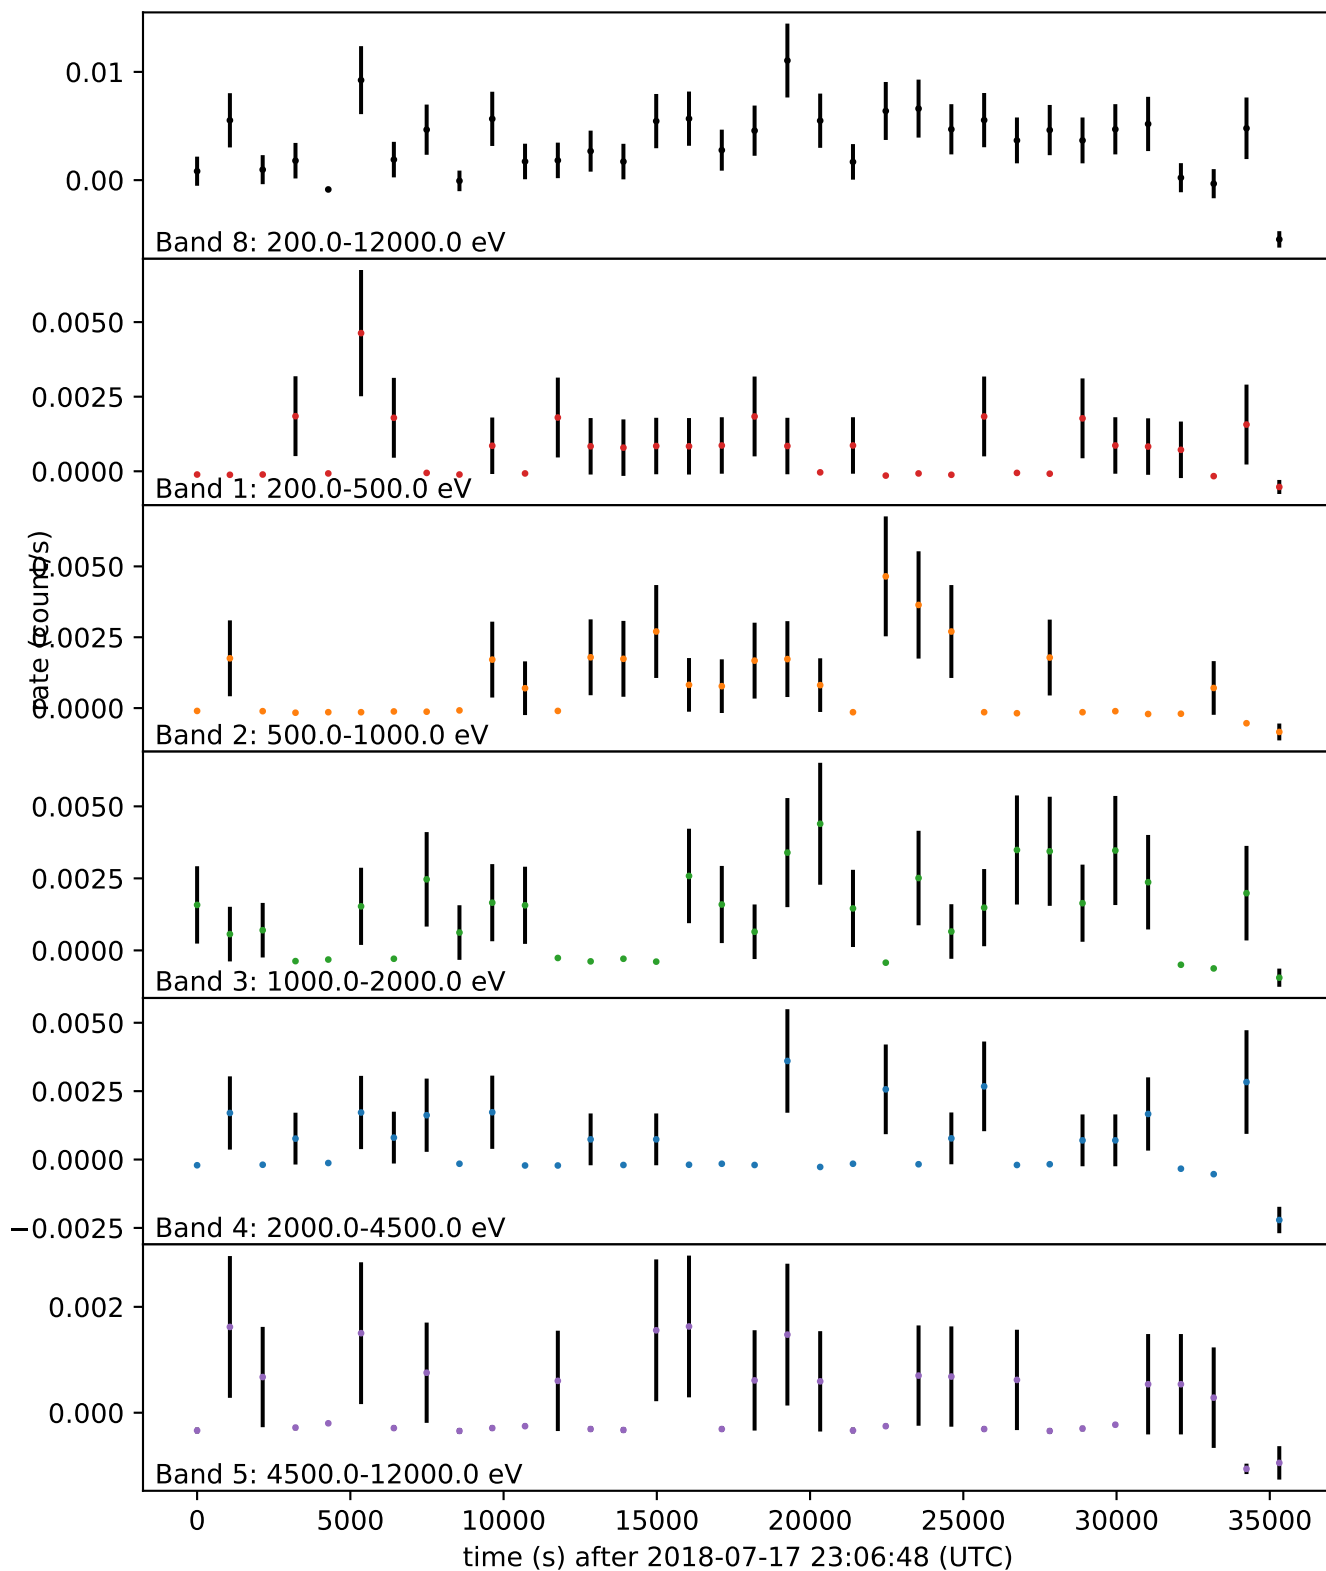 0.01
0.00
Band 8: 200.0-12000.0 eV
0.0050
0.0025
0.0000
Band 1: 200.0-500.0 eV
rate (count/s)
0.0050
0.0025
0.0000
Band 2: 500.0-1000.0 eV
0.0050
0.0025
0.0000
Band 3: 1000.0-2000.0 eV
0.0050
0.0025
0.0000
−0.0025
Band 4: 2000.0-4500.0 eV
0.002
0.000
Band 5: 4500.0-12000.0 eV
0 5000 10000 15000 20000 25000 30000 35000
time (s) after 2018-07-17 23:06:48 (UTC)